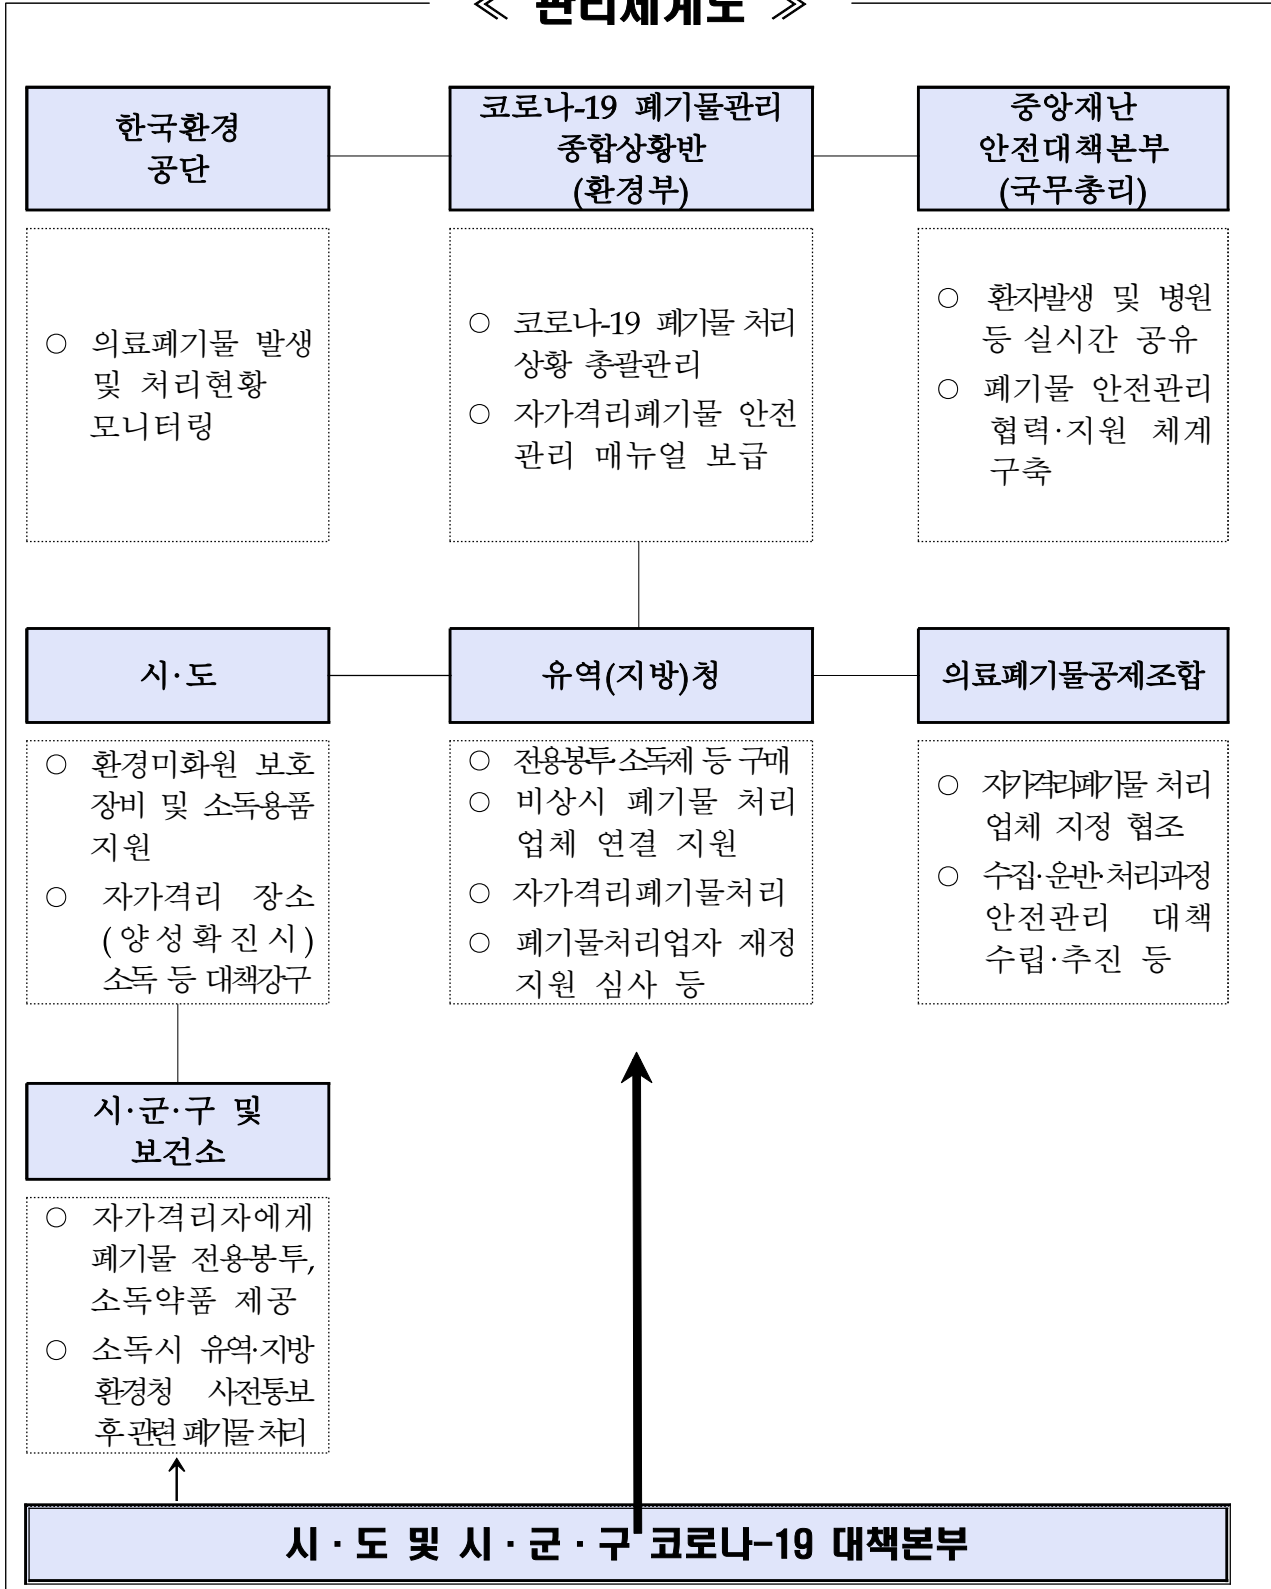 ≪ 관리체계도 ≫
한국환경
공단
코로나-19 폐기물관리
종합상황반
(환경부)
중앙재난
안전대책본부
(국무총리)
○ 의료폐기물 발생
및 처리현황
모니터링
○ 코로나-19 폐기물 처리
상황 총괄관리
○ 자가격리폐기물 안전
관리 매뉴얼 보급
○ 환자발생 및 병원
등 실시간 공유
○ 폐기물 안전관리
협력·지원 체계
구축
시·도
유역(지방)청
의료폐기물공제조합
○ 환경미화원 보호
장비 및 소독용품
지원
○ 자가격리 장소
(양성확진시)
소독 등 대책강구
○ 전용봉투·소독제 등 구매
○ 비상시 폐기물 처리
업체 연결 지원
○ 자가격리폐기물처리
○ 폐기물처리업자 재정
지원 심사 등
○ 자가격리폐기물 처리
업체 지정 협조
○ 수집·운반·처리과정
안전관리 대책
수립·추진 등
시·군·구 및
보건소
○ 자가격리자에게
폐기물 전용봉투,
소독약품 제공
○ 소독시 유역·지방
환경청 사전통보
후 관련 폐기물 처리
시·도 및 시·군·구 코로나-19 대책본부